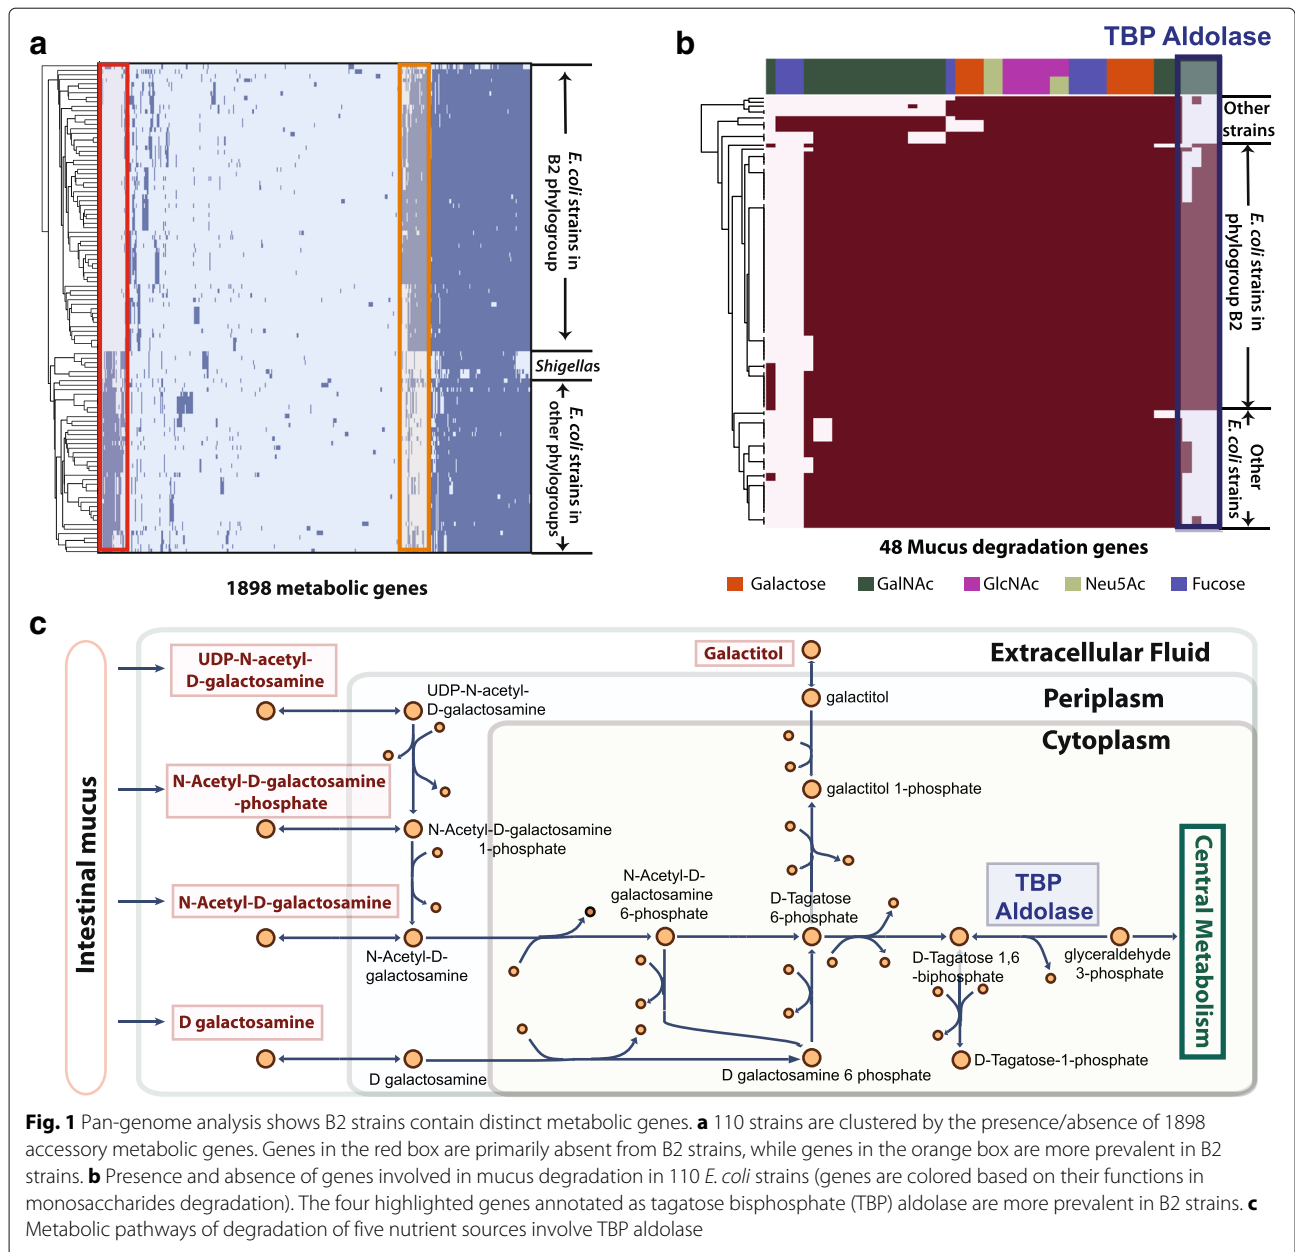 a
E. coli strains in
B2 phylogroup
Shigellas
E. coli strains in
other phylogroups
1898 metabolic genes
b
TBP Aldolase
Other
strains
E. coli strains in
phylogroup B2
Other
E. coli strains
48 Mucus degradation genes
Galactose
GalNAc
GlcNAc
Neu5Ac
Fucose
c
Intestinal mucus
UDP-N-acetyl-
D-galactosamine
N-Acetyl-D-galactosamine
-phosphate
N-Acetyl-D-galactosamine
D galactosamine
Galactitol
Extracellular Fluid
Periplasm
Cytoplasm
UDP-N-acetyl-
D-galactosamine
galactitol
galactitol 1-phosphate
N-Acetyl-D-galactosamine
1-phosphate
N-Acetyl-D-
galactosamine
6-phosphate
D-Tagatose
6-phosphate
TBP
Aldolase
Central Metabolism
N-Acetyl-D-
galactosamine
D-Tagatose 1,6
-biphosphate
glyceraldehyde
3-phosphate
D-Tagatose-1-phosphate
D galactosamine
D galactosamine 6 phosphate
Fig. 1 Pan-genome analysis shows B2 strains contain distinct metabolic genes. a 110 strains are clustered by the presence/absence of 1898
accessory metabolic genes. Genes in the red box are primarily absent from B2 strains, while genes in the orange box are more prevalent in B2
strains. b Presence and absence of genes involved in mucus degradation in 110 E. coli strains (genes are colored based on their functions in
monosaccharides degradation). The four highlighted genes annotated as tagatose bisphosphate (TBP) aldolase are more prevalent in B2 strains. c
Metabolic pathways of degradation of five nutrient sources involve TBP aldolase